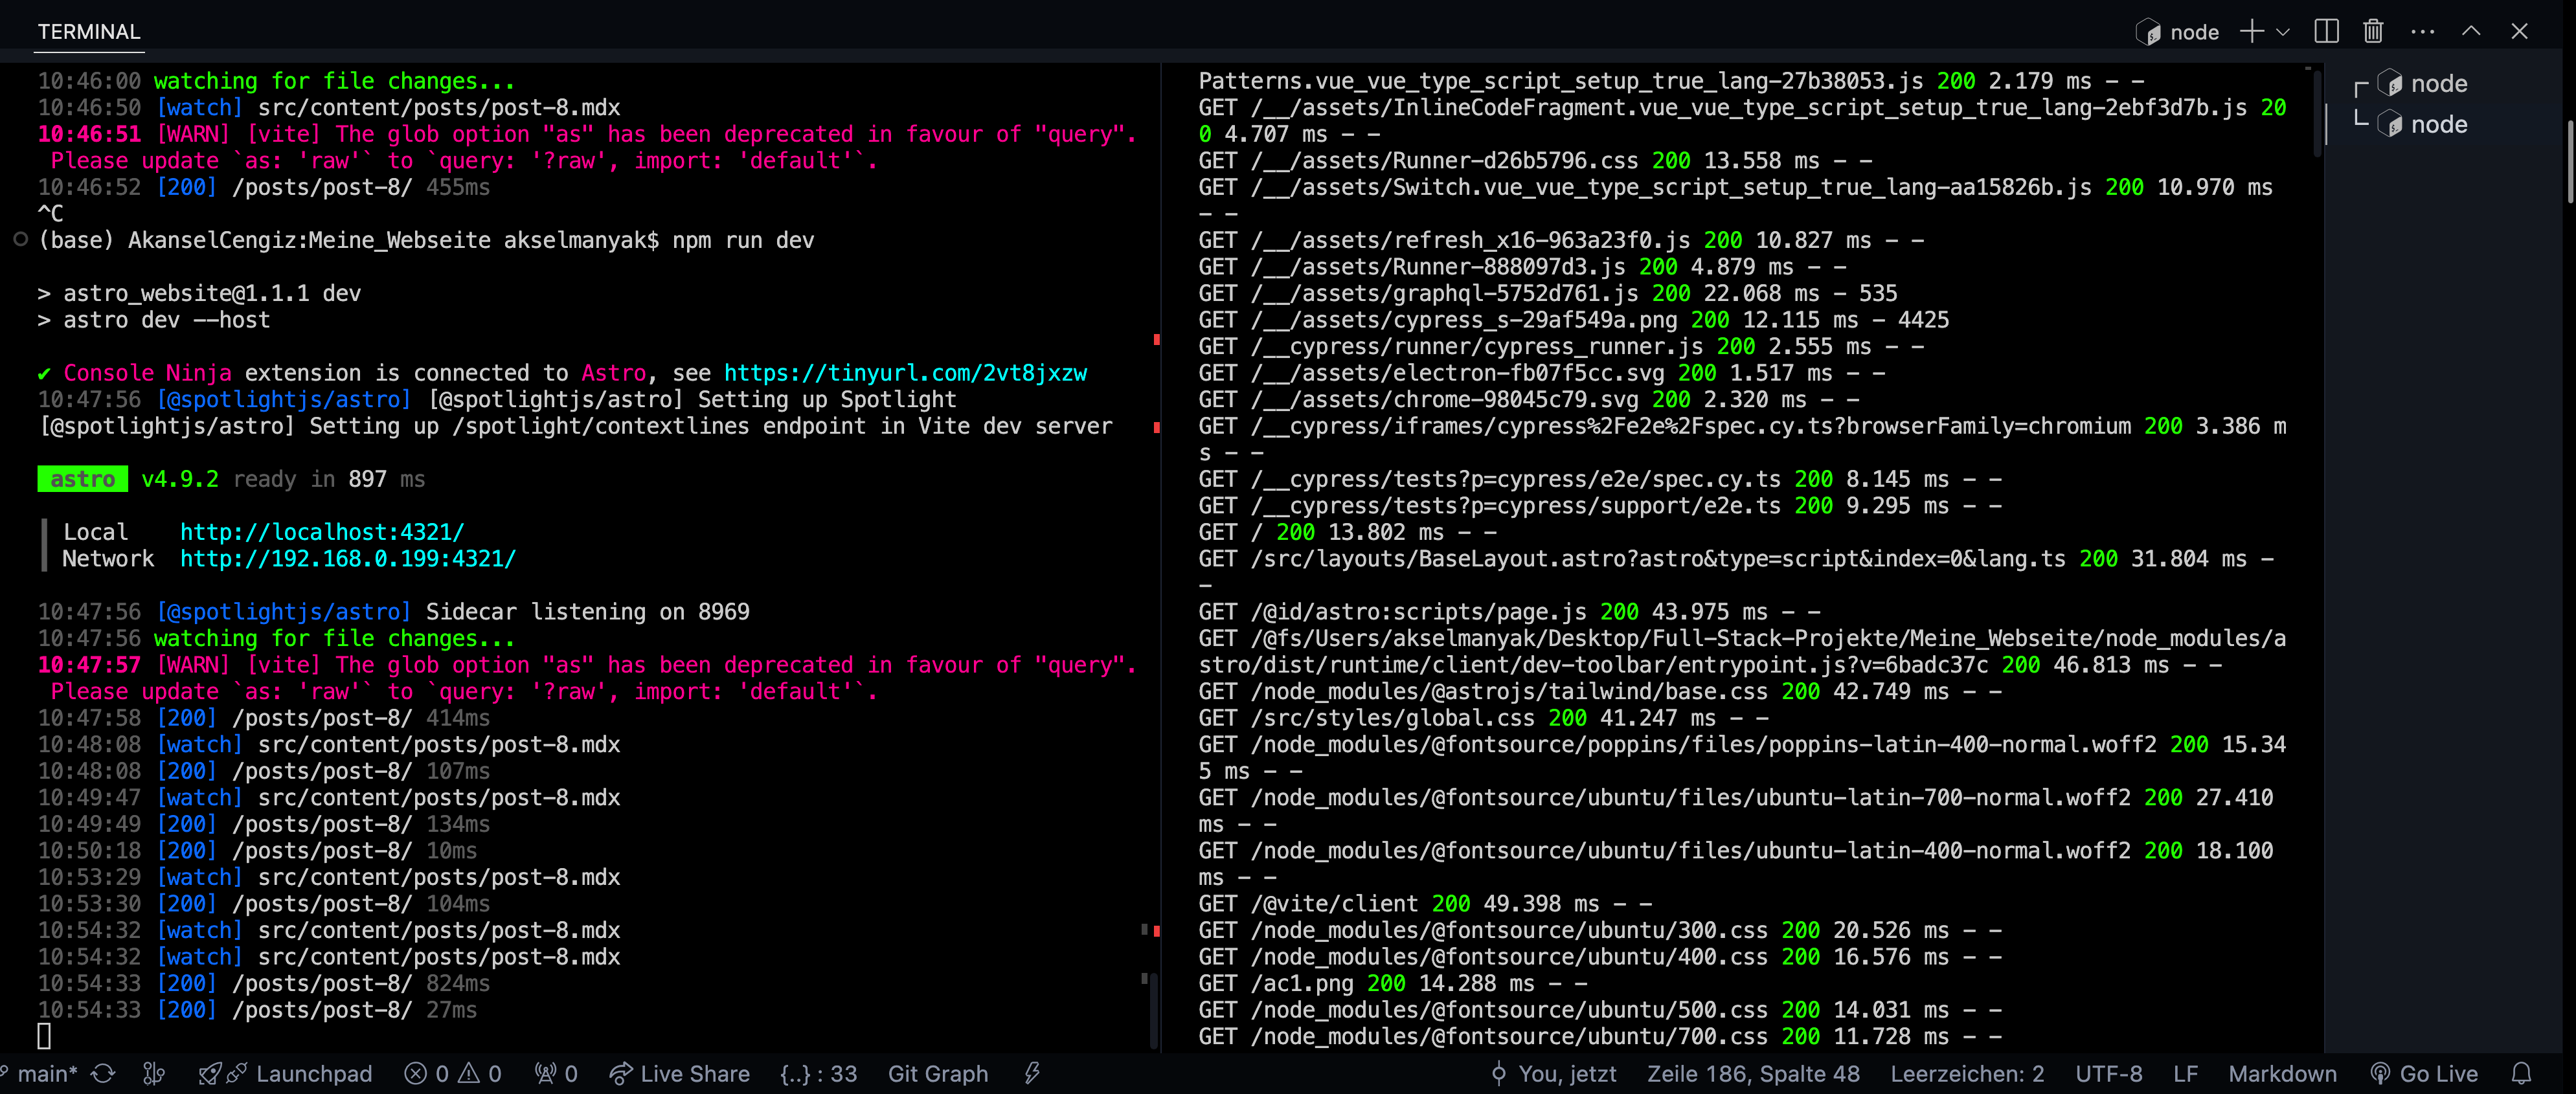 TERMINAL
node
10:46:00 watching for file changes...
10:46:50 [watch] src/content/posts/post-8.mdx
10:46:51 [WARN] [vite] The glob option "as" has been deprecated in favour of "query".
Please update `as: 'raw'` to `query: '?raw', import: 'default'`.
10:46:52 [200] /posts/post-8/ 455ms
^C
(base) AkanselCengiz:Meine_Webseite akselmanyak$ npm run dev
> astro_website@1.1.1 dev
> astro dev --host
✔ Console Ninja extension is connected to Astro, see https://tinyurl.com/2vt8jxzw
10:47:56 [@spotlightjs/astro] [@spotlightjs/astro] Setting up Spotlight
[@spotlightjs/astro] Setting up /spotlight/contextlines endpoint in Vite dev server
astro v4.9.2 ready in 897 ms
Local http://localhost:4321/
Network http://192.168.0.199:4321/
10:47:56 [@spotlightjs/astro] Sidecar listening on 8969
10:47:56 watching for file changes...
10:47:57 [WARN] [vite] The glob option "as" has been deprecated in favour of "query".
Please update `as: 'raw'` to `query: '?raw', import: 'default'`.
10:47:58 [200] /posts/post-8/ 414ms
10:48:08 [watch] src/content/posts/post-8.mdx
10:48:08 [200] /posts/post-8/ 107ms
10:49:47 [watch] src/content/posts/post-8.mdx
10:49:49 [200] /posts/post-8/ 134ms
10:50:18 [200] /posts/post-8/ 10ms
10:53:29 [watch] src/content/posts/post-8.mdx
10:53:30 [200] /posts/post-8/ 104ms
10:54:32 [watch] src/content/posts/post-8.mdx
10:54:32 [watch] src/content/posts/post-8.mdx
10:54:33 [200] /posts/post-8/ 824ms
10:54:33 [200] /posts/post-8/ 27ms
Patterns.vue_vue_type_script_setup_true_lang-27b38053.js 200 2.179 ms - -
GET /__/assets/InlineCodeFragment.vue_vue_type_script_setup_true_lang-2ebf3d7b.js 20
0 4.707 ms - -
GET /__/assets/Runner-d26b5796.css 200 13.558 ms - -
GET /__/assets/Switch.vue_vue_type_script_setup_true_lang-aa15826b.js 200 10.970 ms
- -
GET /__/assets/refresh_x16-963a23f0.js 200 10.827 ms - -
GET /__/assets/Runner-888097d3.js 200 4.879 ms - -
GET /__/assets/graphql-5752d761.js 200 22.068 ms - 535
GET /__/assets/cypress_s-29af549a.png 200 12.115 ms - 4425
GET /__cypress/runner/cypress_runner.js 200 2.555 ms - -
GET /__/assets/electron-fb07f5cc.svg 200 1.517 ms - -
GET /__/assets/chrome-98045c79.svg 200 2.320 ms - -
GET /__cypress/iframes/cypress%2Fe2e%2Fspec.cy.ts?browserFamily=chromium 200 3.386 m
s - -
GET /__cypress/tests?p=cypress/e2e/spec.cy.ts 200 8.145 ms - -
GET /__cypress/tests?p=cypress/support/e2e.ts 200 9.295 ms - -
GET / 200 13.802 ms - -
GET /src/layouts/BaseLayout.astro?astro&type=script&index=0&lang.ts 200 31.804 ms -
-
GET /@id/astro:scripts/page.js 200 43.975 ms - -
GET /@fs/Users/akselmanyak/Desktop/Full-Stack-Projekte/Meine_Webseite/node_modules/a
stro/dist/runtime/client/dev-toolbar/entrypoint.js?v=6badc37c 200 46.813 ms - -
GET /node_modules/@astrojs/tailwind/base.css 200 42.749 ms - -
GET /src/styles/global.css 200 41.247 ms - -
GET /node_modules/@fontsource/poppins/files/poppins-latin-400-normal.woff2 200 15.34
5 ms - -
GET /node_modules/@fontsource/ubuntu/files/ubuntu-latin-700-normal.woff2 200 27.410
ms - -
GET /node_modules/@fontsource/ubuntu/files/ubuntu-latin-400-normal.woff2 200 18.100
ms - -
GET /@vite/client 200 49.398 ms - -
GET /node_modules/@fontsource/ubuntu/300.css 200 20.526 ms - -
GET /node_modules/@fontsource/ubuntu/400.css 200 16.576 ms - -
GET /ac1.png 200 14.288 ms - -
GET /node_modules/@fontsource/ubuntu/500.css 200 14.031 ms - -
GET /node_modules/@fontsource/ubuntu/700.css 200 11.728 ms - -
node
node
main* Launchpad 0 0 0 Live Share {..} : 33 Git Graph You, jetzt Zeile 186, Spalte 48 Leerzeichen: 2 UTF-8 LF Markdown Go Live